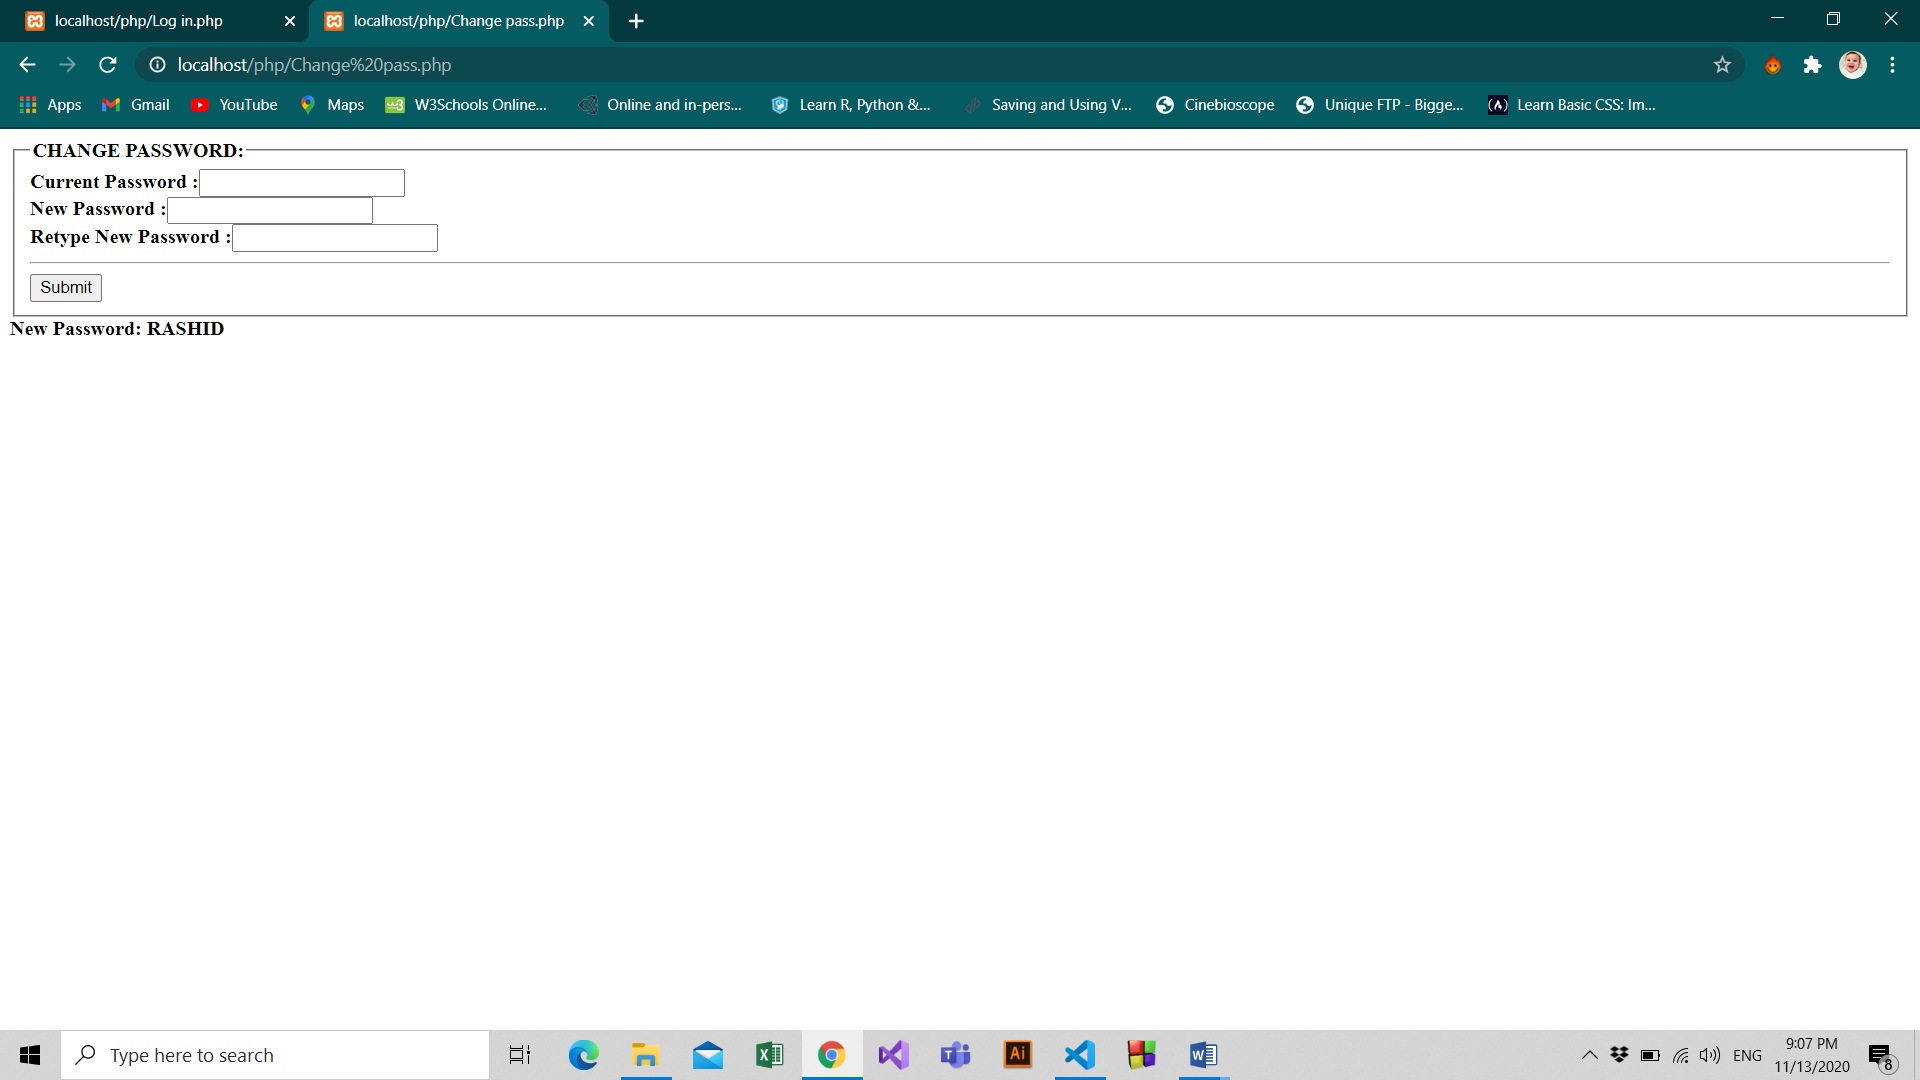 localhost/php/Log in.php
localhost/php/Change pass.php
localhost/php/Change%20pass.php
Apps Gmail YouTube Maps W3Schools Online... Online and in-pers... Learn R, Python &... Saving and Using V... Cinebioscope Unique FTP - Bigge... Learn Basic CSS: Im...
CHANGE PASSWORD:
Current Password :
New Password :
Retype New Password :
Submit
New Password: RASHID
Type here to search
ENG
9:07 PM
11/13/2020
8